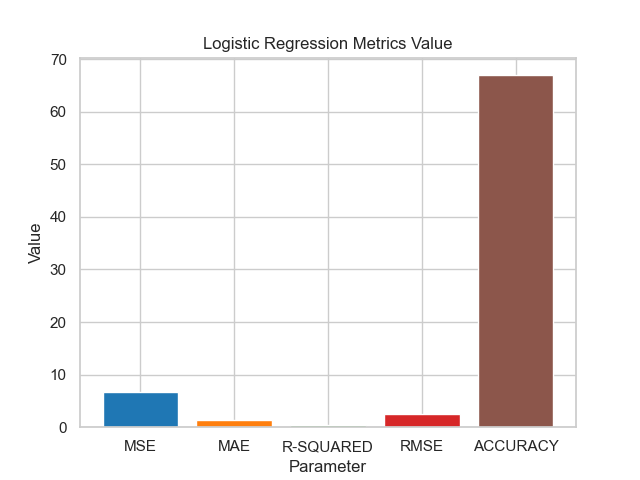 Logistic Regression Metrics Value
Value
70
60
50
40
30
20
10
0
MSE MAE R-SQUARED RMSE ACCURACY
Parameter